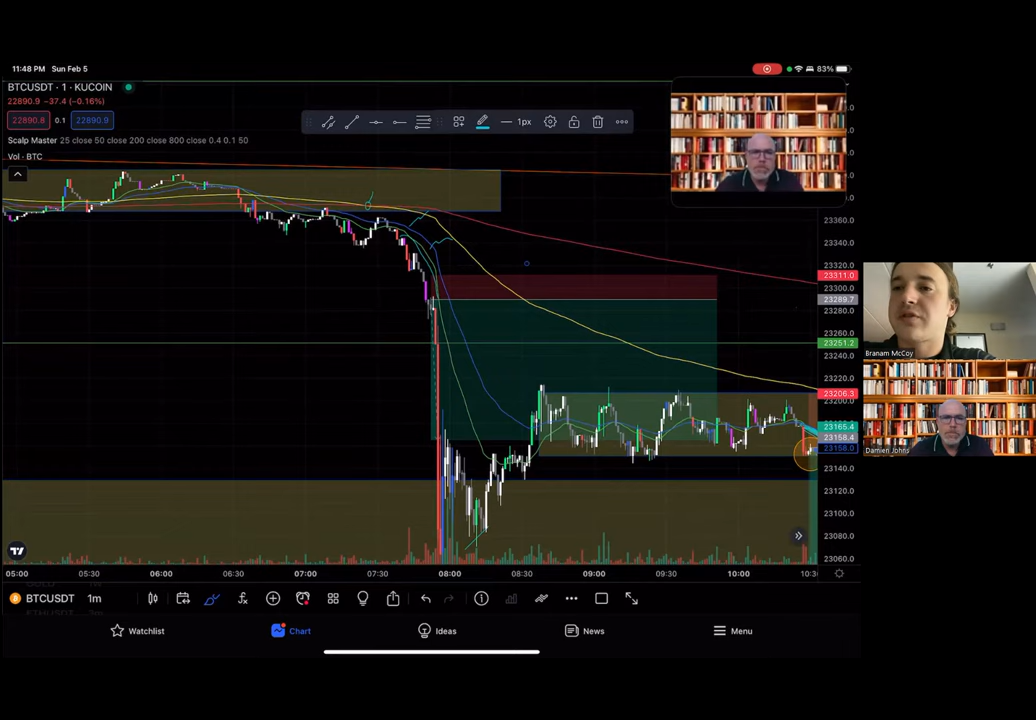 11:48 PM Sun Feb 5
83%
BTCUSDT · 1 · KUCOIN
22890.9 −37.4 (−0.16%)
22890.8 0.1 22890.9
1px
Scalp Master 25 close 50 close 200 close 800 close 0.4 0.1 50
Vol · BTC
23360.0
23340.0
23320.0
23311.0
23300.0
23289.7
23280.0
23260.0
23251.2
23240.0
23220.0
23206.3
23200.0
23165.4
23158.4
23158.0
23140.0
23120.0
23100.0
23080.0
23060.0
05:00 05:30 06:00 06:30 07:00 07:30 08:00 08:30 09:00 09:30 10:00 10:30
BTCUSDT 1m
Watchlist Chart Ideas News Menu
Branam McCoy
Damien Johns